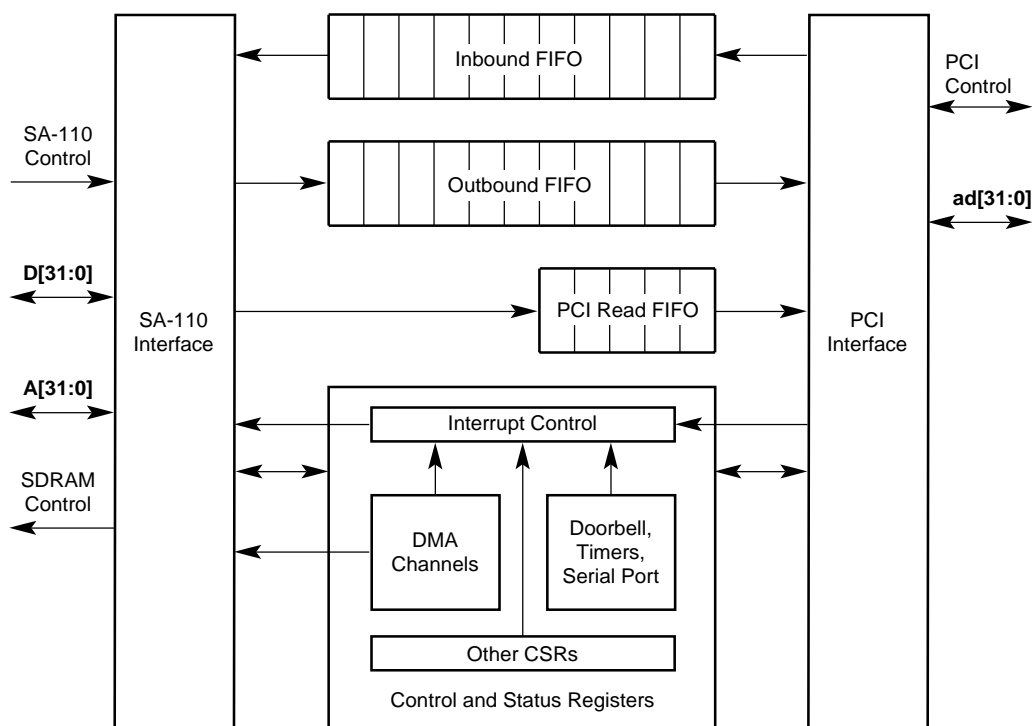 Inbound FIFO
PCI
Control
SA-110
Control
Outbound FIFO
ad[31:0]
D[31:0]
SA-110
Interface
PCI Read FIFO
PCI
Interface
A[31:0]
Interrupt Control
SDRAM
Control
DMA
Channels
Doorbell,
Timers,
Serial Port
Other CSRs
Control and Status Registers